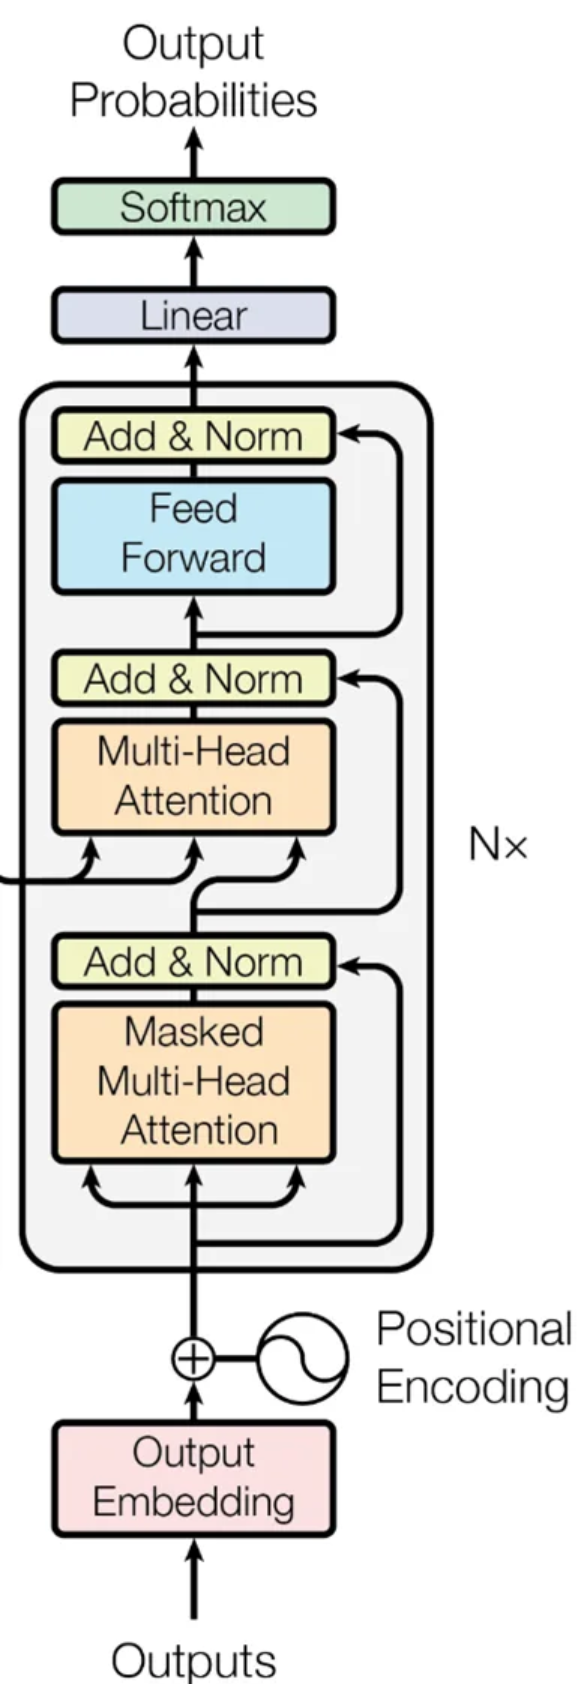 Output
Probabilities
Softmax
Linear
Add & Norm
Feed
Forward
Add & Norm
Multi-Head
Attention
N×
Add & Norm
Masked
Multi-Head
Attention
Positional
Encoding
Output
Embedding
Outputs